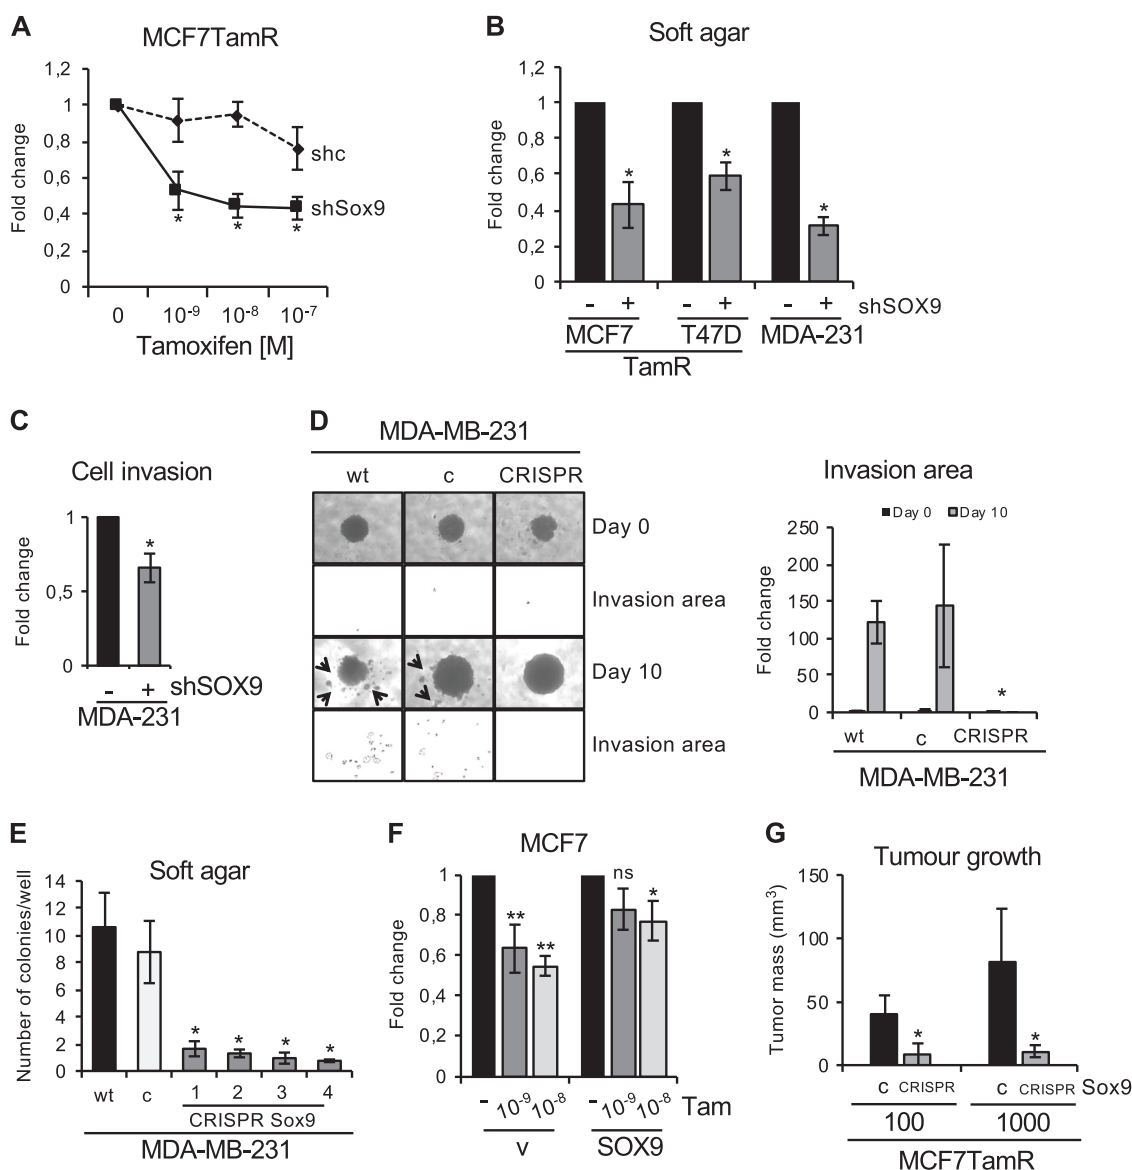 A
MCF7TamR
1,2
1
0,8
0,6
0,4
0,2
0
Fold change
shc
shSox9
*
*
*
0
10-9
10-8
10-7
Tamoxifen [M]
B
Soft agar
1,2
1
0,8
0,6
0,4
0,2
0
Fold change
*
*
*
- + - + - + shSOX9
MCF7 T47D MDA-231
TamR
C
Cell invasion
1
0,5
0
Fold change
*
- + shSOX9
MDA-231
D
MDA-MB-231
wt c CRISPR
Day 0
Invasion area
Day 10
Invasion area
Invasion area
Day 0 Day 10
250
200
150
100
50
0
Fold change
*
wt c CRISPR
MDA-MB-231
E
Soft agar
14
12
10
8
6
4
2
0
Number of colonies/well
* * * *
wt c 1 2 3 4
CRISPR Sox9
MDA-MB-231
F
MCF7
1
0,8
0,6
0,4
0,2
0
Fold change
**
**
ns
*
- 10-9 10-8 - 10-9 10-8 Tam
v SOX9
G
Tumour growth
150
100
50
0
Tumor mass (mm3)
*
*
c CRISPR c CRISPR Sox9
100 1000
MCF7TamR